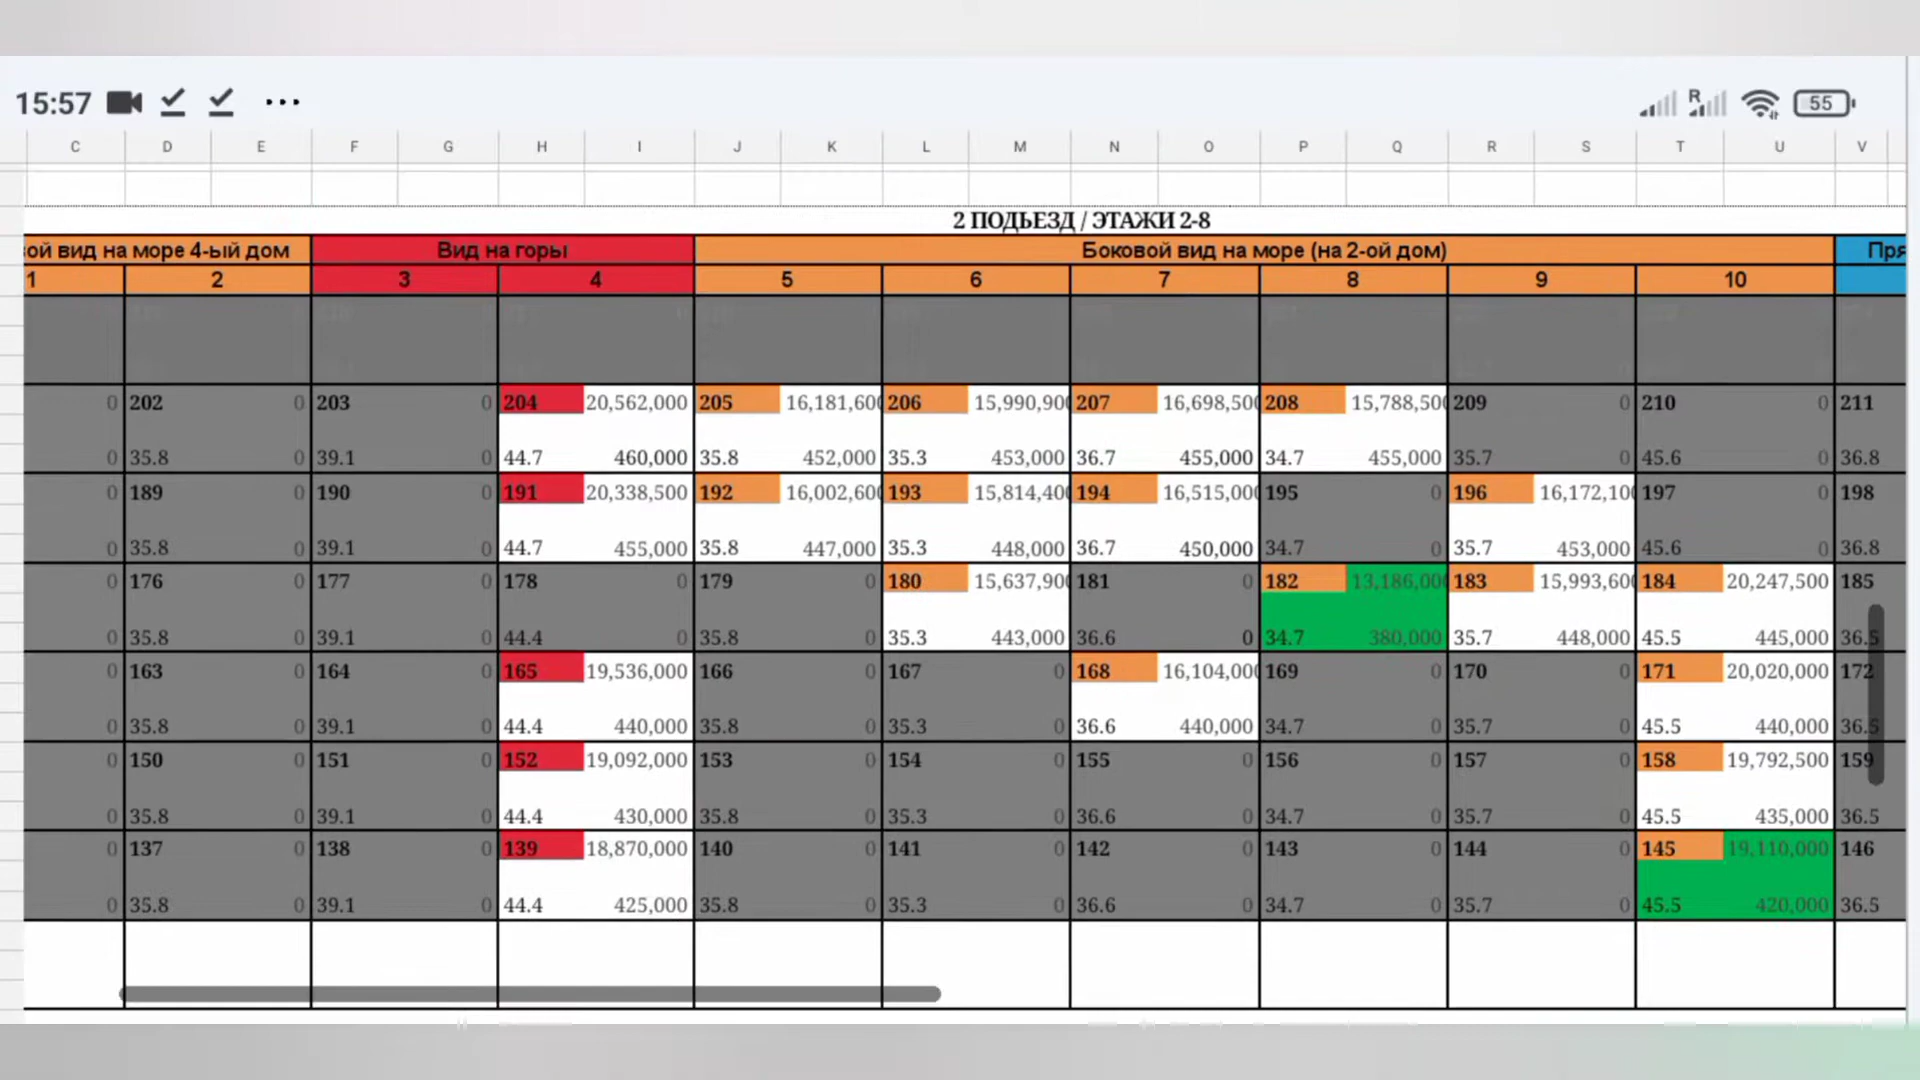 15:57 R 55
C D E F G H I J K L M N O P Q R S T U V
2 ПОДЬЕЗД / ЭТАЖИ 2-8
ой вид на море 4-ый дом Вид на горы Боковой вид на море (на 2-ой дом) Пря
1 2 3 4 5 6 7 8 9 10
0 202 0 203 0 204 20,562,000 205 16,181,600 206 15,990,900 207 16,698,500 208 15,788,500 209 0 210 0 211
0 35.8 0 39.1 0 44.7 460,000 35.8 452,000 35.3 453,000 36.7 455,000 34.7 455,000 35.7 0 45.6 0 36.8
0 189 0 190 0 191 20,338,500 192 16,002,600 193 15,814,400 194 16,515,000 195 0 196 16,172,100 197 0 198
0 35.8 0 39.1 0 44.7 455,000 35.8 447,000 35.3 448,000 36.7 450,000 34.7 0 35.7 453,000 45.6 0 36.8
0 176 0 177 0 178 0 179 0 180 15,637,900 181 0 182 13,186,000 183 15,993,600 184 20,247,500 185
0 35.8 0 39.1 0 44.4 0 35.8 0 35.3 443,000 36.6 0 34.7 380,000 35.7 448,000 45.5 445,000 36.5
0 163 0 164 0 165 19,536,000 166 0 167 0 168 16,104,000 169 0 170 0 171 20,020,000 172
0 35.8 0 39.1 0 44.4 440,000 35.8 0 35.3 0 36.6 440,000 34.7 0 35.7 0 45.5 440,000 36.5
0 150 0 151 0 152 19,092,000 153 0 154 0 155 0 156 0 157 0 158 19,792,500 159
0 35.8 0 39.1 0 44.4 430,000 35.8 0 35.3 0 36.6 0 34.7 0 35.7 0 45.5 435,000 36.5
0 137 0 138 0 139 18,870,000 140 0 141 0 142 0 143 0 144 0 145 19,110,000 146
0 35.8 0 39.1 0 44.4 425,000 35.8 0 35.3 0 36.6 0 34.7 0 35.7 0 45.5 420,000 36.5